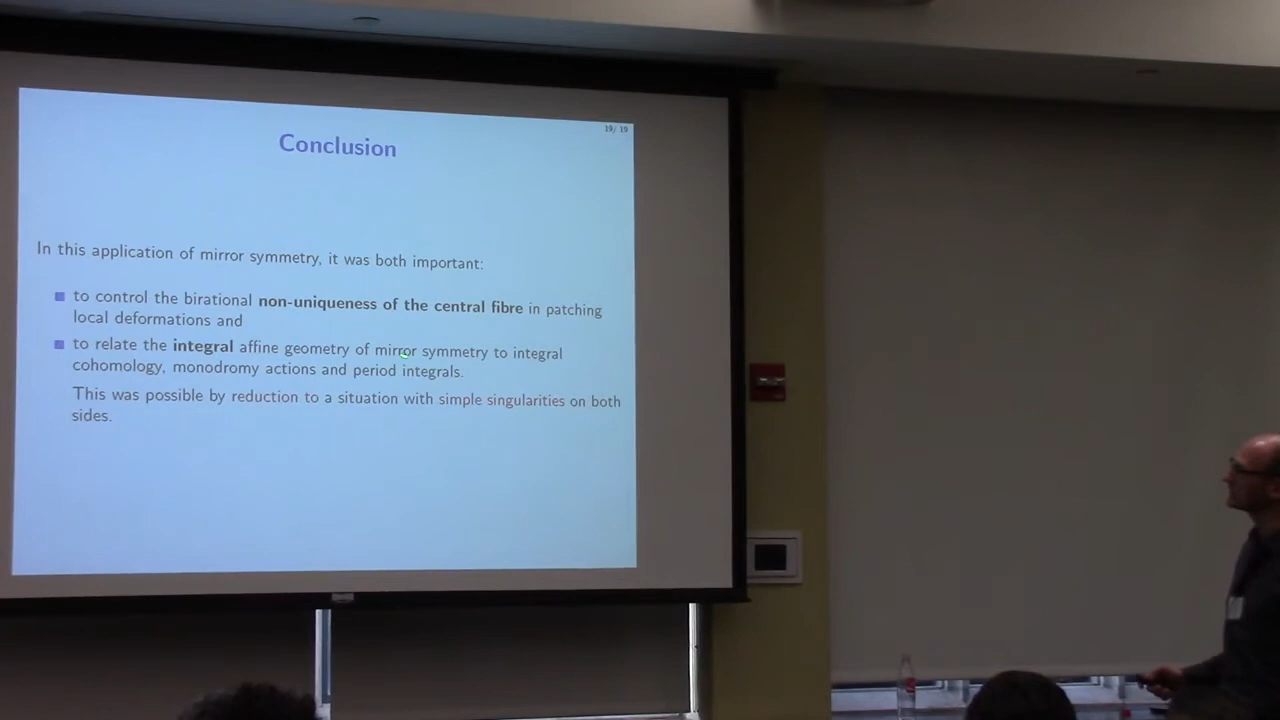 19/ 19
Conclusion
In this application of mirror symmetry, it was both important:
to control the birational non-uniqueness of the central fibre in patching
local deformations and
to relate the integral affine geometry of mirror symmetry to integral
cohomology, monodromy actions and period integrals.
This was possible by reduction to a situation with simple singularities on both
sides.